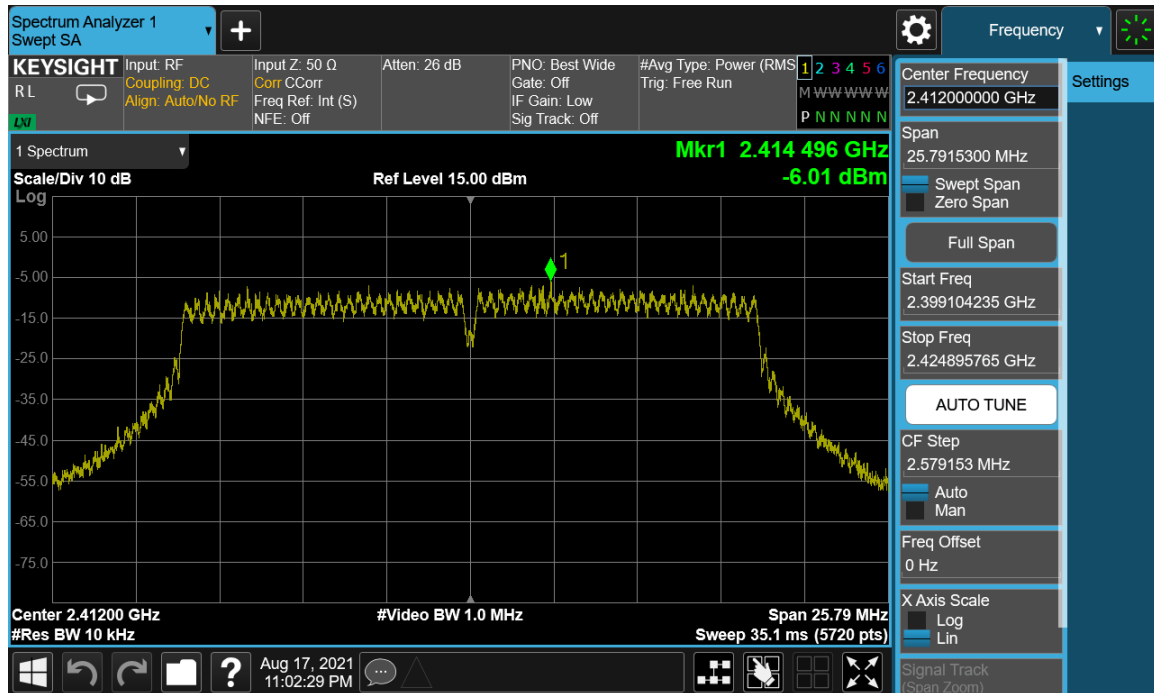 Spectrum Analyzer 1
Swept SA
+
Frequency
KEYSIGHT
R L
LXI
Input: RF
Coupling: DC
Align: Auto/No RF
Input Z: 50 Ω
Corr CCorr
Freq Ref: Int (S)
NFE: Off
Atten: 26 dB
PNO: Best Wide
Gate: Off
IF Gain: Low
Sig Track: Off
#Avg Type: Power (RMS
Trig: Free Run
1 2 3 4 5 6
M W W W W W
P N N N N N
1 Spectrum
Scale/Div 10 dB
Log
Ref Level 15.00 dBm
Mkr1 2.414 496 GHz
-6.01 dBm
1
5.00
-5.00
-15.0
-25.0
-35.0
-45.0
-55.0
-65.0
-75.0
Center 2.41200 GHz
#Res BW 10 kHz
#Video BW 1.0 MHz
Span 25.79 MHz
Sweep 35.1 ms (5720 pts)
Center Frequency
2.412000000 GHz
Settings
Span
25.7915300 MHz
Swept Span
Zero Span
Full Span
Start Freq
2.399104235 GHz
Stop Freq
2.424895765 GHz
AUTO TUNE
CF Step
2.579153 MHz
Auto
Man
Freq Offset
0 Hz
X Axis Scale
Log
Lin
Signal Track
(Span Zoom)
?
Aug 17, 2021
11:02:29 PM